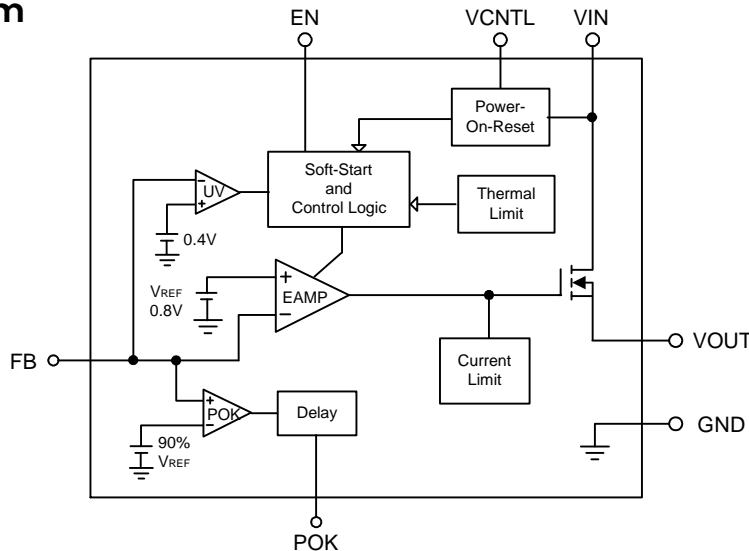 m
EN
VCNTL
VIN
Power-
On-Reset
Soft-Start
and
Control Logic
Thermal
Limit
UV
0.4V
VREF
0.8V
EAMP
+
−
FB
Current
Limit
VOUT
POK
+
−
Delay
90%
VREF
GND
POK